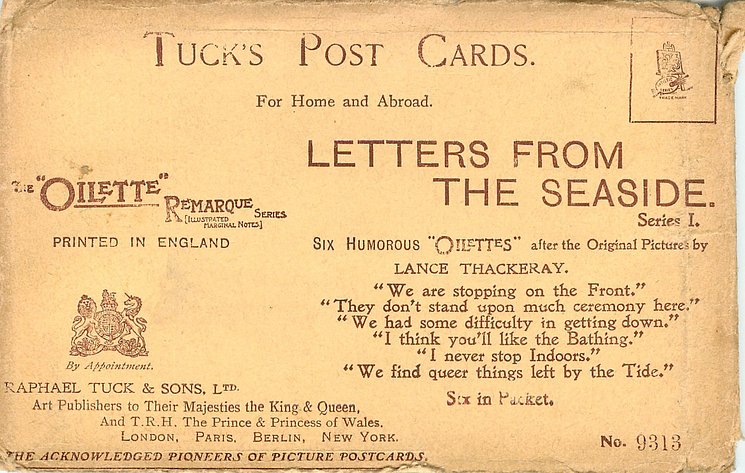 TUCK'S POST CARDS.
For Home and Abroad.
TRADE MARK
LETTERS FROM
THE SEASIDE.
Series I.
THE "OILETTE"
REMARQUE SERIES
[ILLUSTRATED
MARGINAL NOTES]
PRINTED IN ENGLAND
SIX HUMOROUS "OILETTES" after the Original Pictures by
LANCE THACKERAY.
"We are stopping on the Front."
"They don't stand upon much ceremony here."
"We had some difficulty in getting down."
"I think you'll like the Bathing."
"I never stop Indoors."
"We find queer things left by the Tide."
Six in Packet.
By Appointment.
RAPHAEL TUCK & SONS, LTD.
Art Publishers to Their Majesties the King & Queen,
And T.R.H. The Prince & Princess of Wales.
LONDON, PARIS, BERLIN, NEW YORK.
THE ACKNOWLEDGED PIONEERS OF PICTURE POSTCARDS.
No. 9313